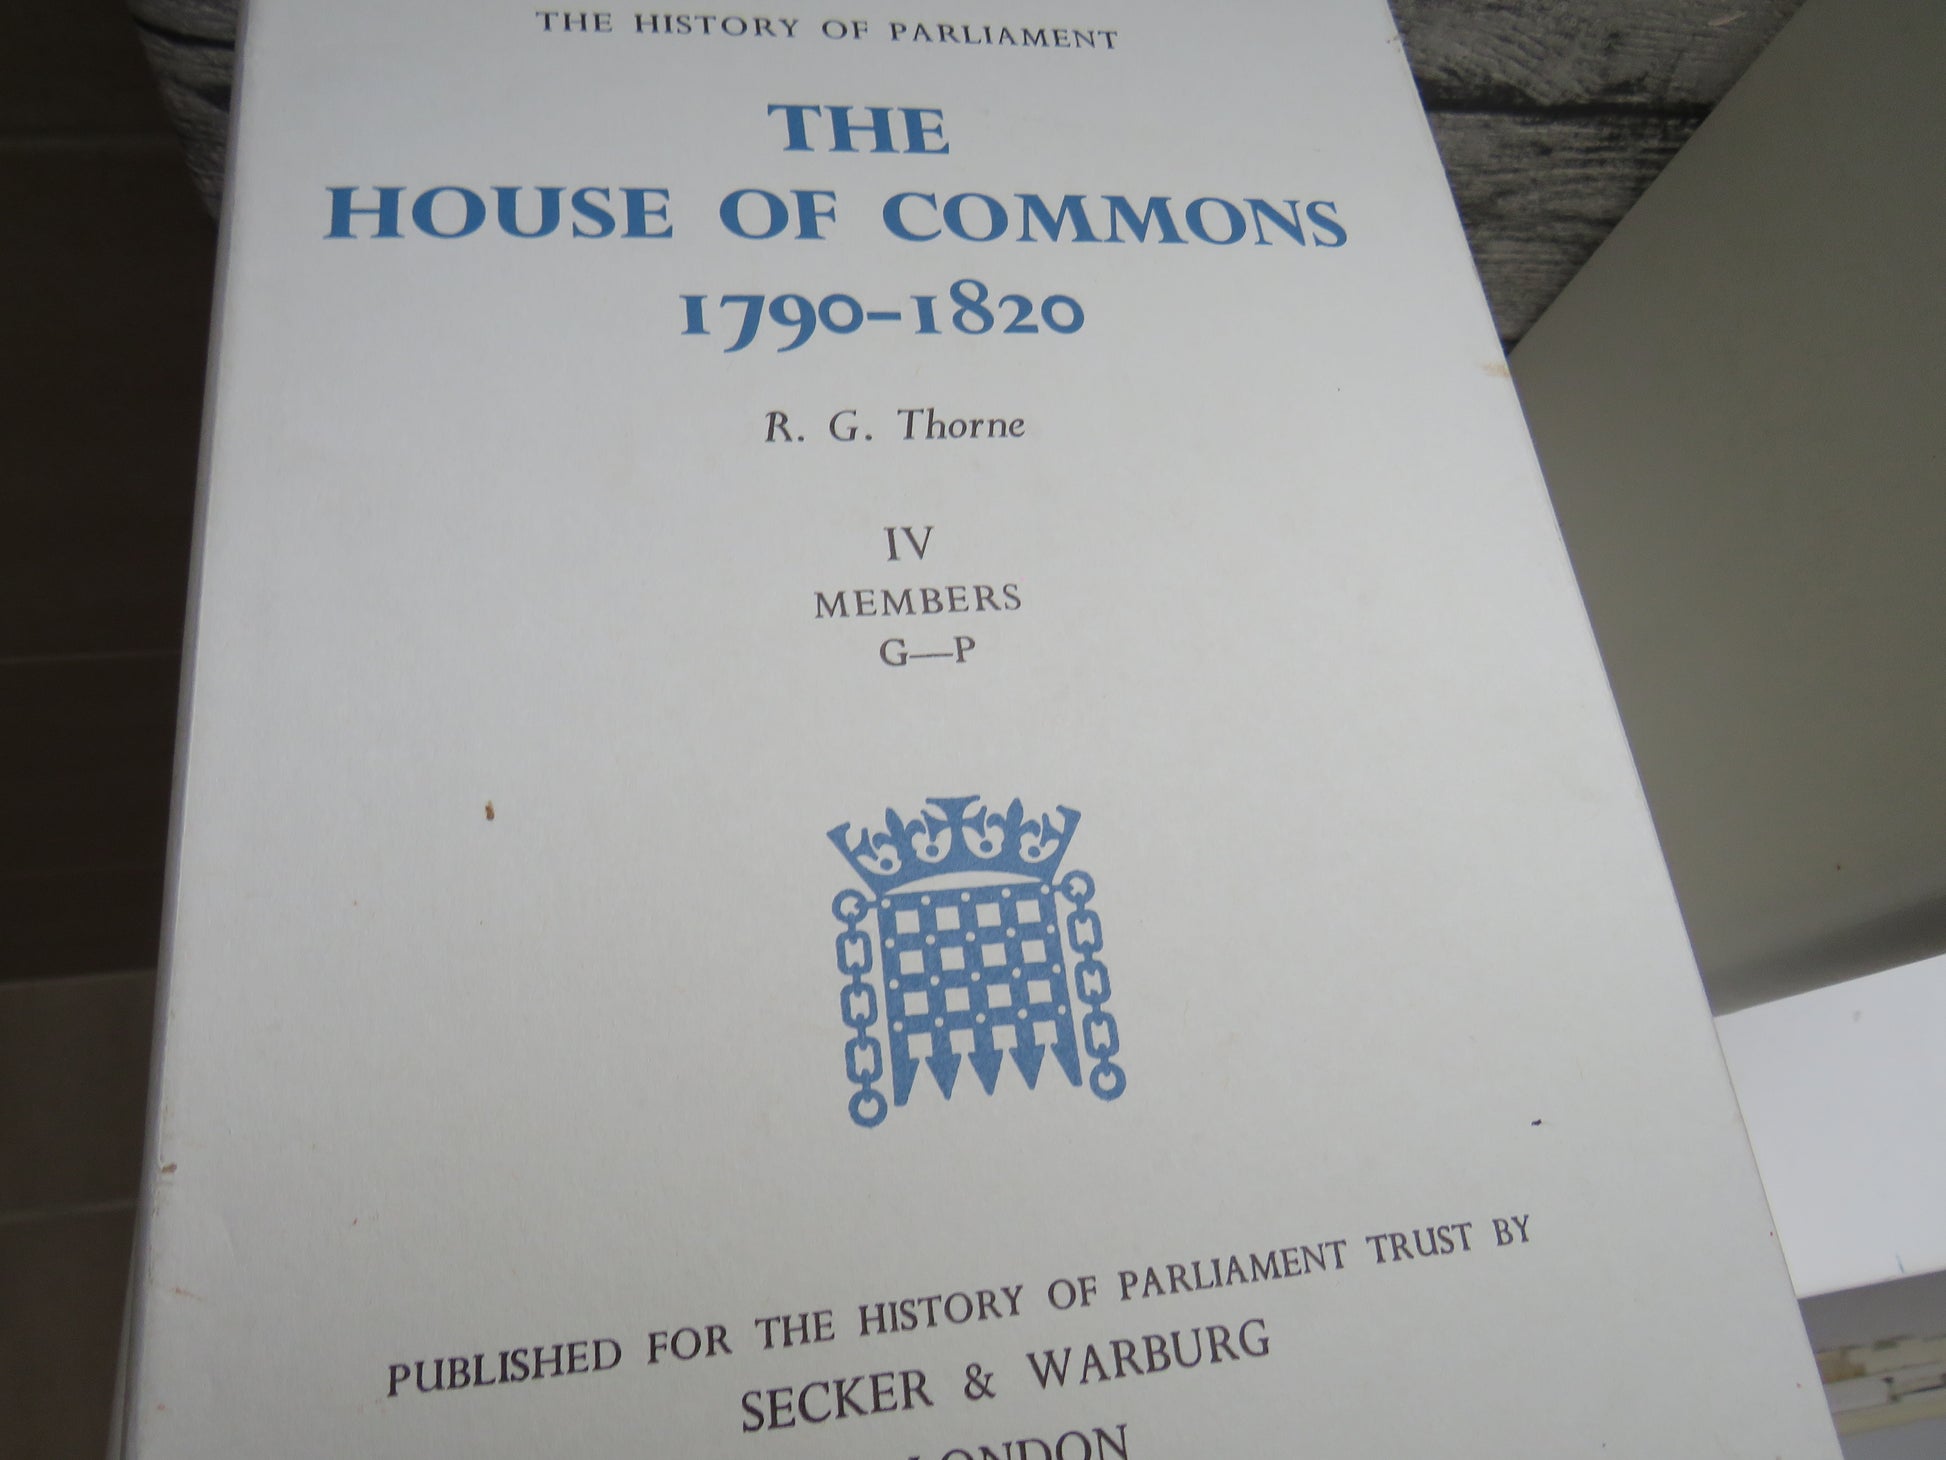 THE HISTORY OF PARLIAMENT
THE
HOUSE OF COMMONS
1790–1820
R. G. Thorne
IV
MEMBERS
G—P
PUBLISHED FOR THE HISTORY OF PARLIAMENT TRUST BY
SECKER & WARBURG
LONDON